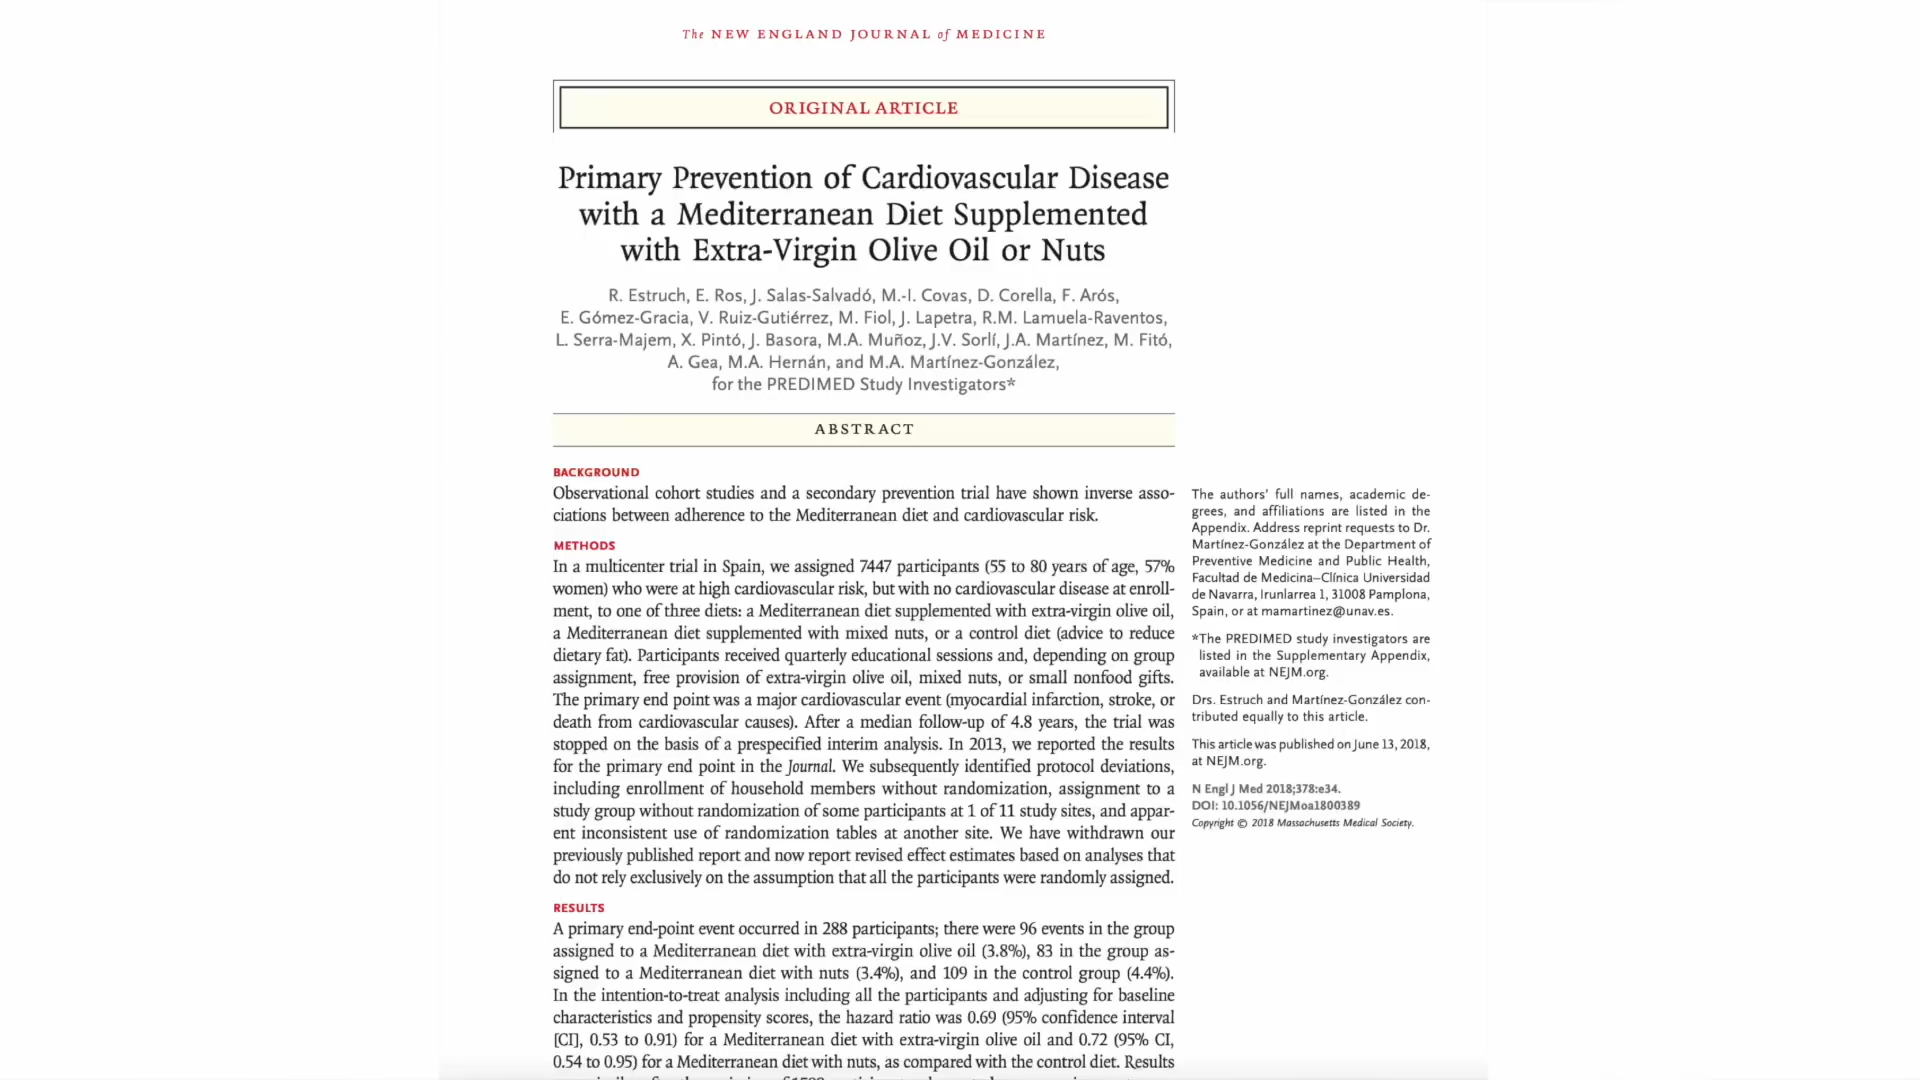 The NEW ENGLAND JOURNAL of MEDICINE
ORIGINAL ARTICLE
Primary Prevention of Cardiovascular Disease
with a Mediterranean Diet Supplemented
with Extra-Virgin Olive Oil or Nuts
R. Estruch, E. Ros, J. Salas-Salvadó, M.-I. Covas, D. Corella, F. Arós,
E. Gómez-Gracia, V. Ruiz-Gutiérrez, M. Fiol, J. Lapetra, R.M. Lamuela-Raventos,
L. Serra-Majem, X. Pintó, J. Basora, M.A. Muñoz, J.V. Sorlí, J.A. Martínez, M. Fitó,
A. Gea, M.A. Hernán, and M.A. Martínez-González,
for the PREDIMED Study Investigators*
ABSTRACT
BACKGROUND
Observational cohort studies and a secondary prevention trial have shown inverse asso-
ciations between adherence to the Mediterranean diet and cardiovascular risk.
METHODS
In a multicenter trial in Spain, we assigned 7447 participants (55 to 80 years of age, 57%
women) who were at high cardiovascular risk, but with no cardiovascular disease at enroll-
ment, to one of three diets: a Mediterranean diet supplemented with extra-virgin olive oil,
a Mediterranean diet supplemented with mixed nuts, or a control diet (advice to reduce
dietary fat). Participants received quarterly educational sessions and, depending on group
assignment, free provision of extra-virgin olive oil, mixed nuts, or small nonfood gifts.
The primary end point was a major cardiovascular event (myocardial infarction, stroke, or
death from cardiovascular causes). After a median follow-up of 4.8 years, the trial was
stopped on the basis of a prespecified interim analysis. In 2013, we reported the results
for the primary end point in the Journal. We subsequently identified protocol deviations,
including enrollment of household members without randomization, assignment to a
study group without randomization of some participants at 1 of 11 study sites, and appar-
ent inconsistent use of randomization tables at another site. We have withdrawn our
previously published report and now report revised effect estimates based on analyses that
do not rely exclusively on the assumption that all the participants were randomly assigned.
RESULTS
A primary end-point event occurred in 288 participants; there were 96 events in the group
assigned to a Mediterranean diet with extra-virgin olive oil (3.8%), 83 in the group as-
signed to a Mediterranean diet with nuts (3.4%), and 109 in the control group (4.4%).
In the intention-to-treat analysis including all the participants and adjusting for baseline
characteristics and propensity scores, the hazard ratio was 0.69 (95% confidence interval
[CI], 0.53 to 0.91) for a Mediterranean diet with extra-virgin olive oil and 0.72 (95% CI,
0.54 to 0.95) for a Mediterranean diet with nuts, as compared with the control diet. Results
The authors' full names, academic de-
grees, and affiliations are listed in the
Appendix. Address reprint requests to Dr.
Martínez-González at the Department of
Preventive Medicine and Public Health,
Facultad de Medicina–Clínica Universidad
de Navarra, Irunlarrea 1, 31008 Pamplona,
Spain, or at mamartinez@unav.es.
*The PREDIMED study investigators are
listed in the Supplementary Appendix,
available at NEJM.org.
Drs. Estruch and Martínez-González con-
tributed equally to this article.
This article was published on June 13, 2018,
at NEJM.org.
N Engl J Med 2018;378:e34.
DOI: 10.1056/NEJMoa1800389
Copyright © 2018 Massachusetts Medical Society.